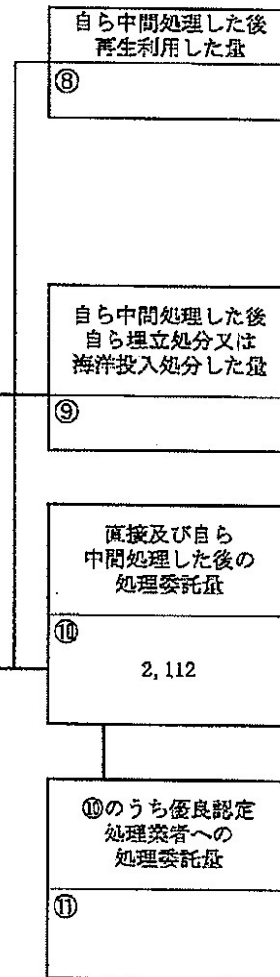 自ら中間処理した後
再生利用した量
⑧
自ら中間処理した後
自ら埋立処分又は
海洋投入処分した量
⑨
直接及び自ら
中間処理した後の
処理委託量
⑩
2,112
⑩のうち優良認定
処理業者への
処理委託量
⑪